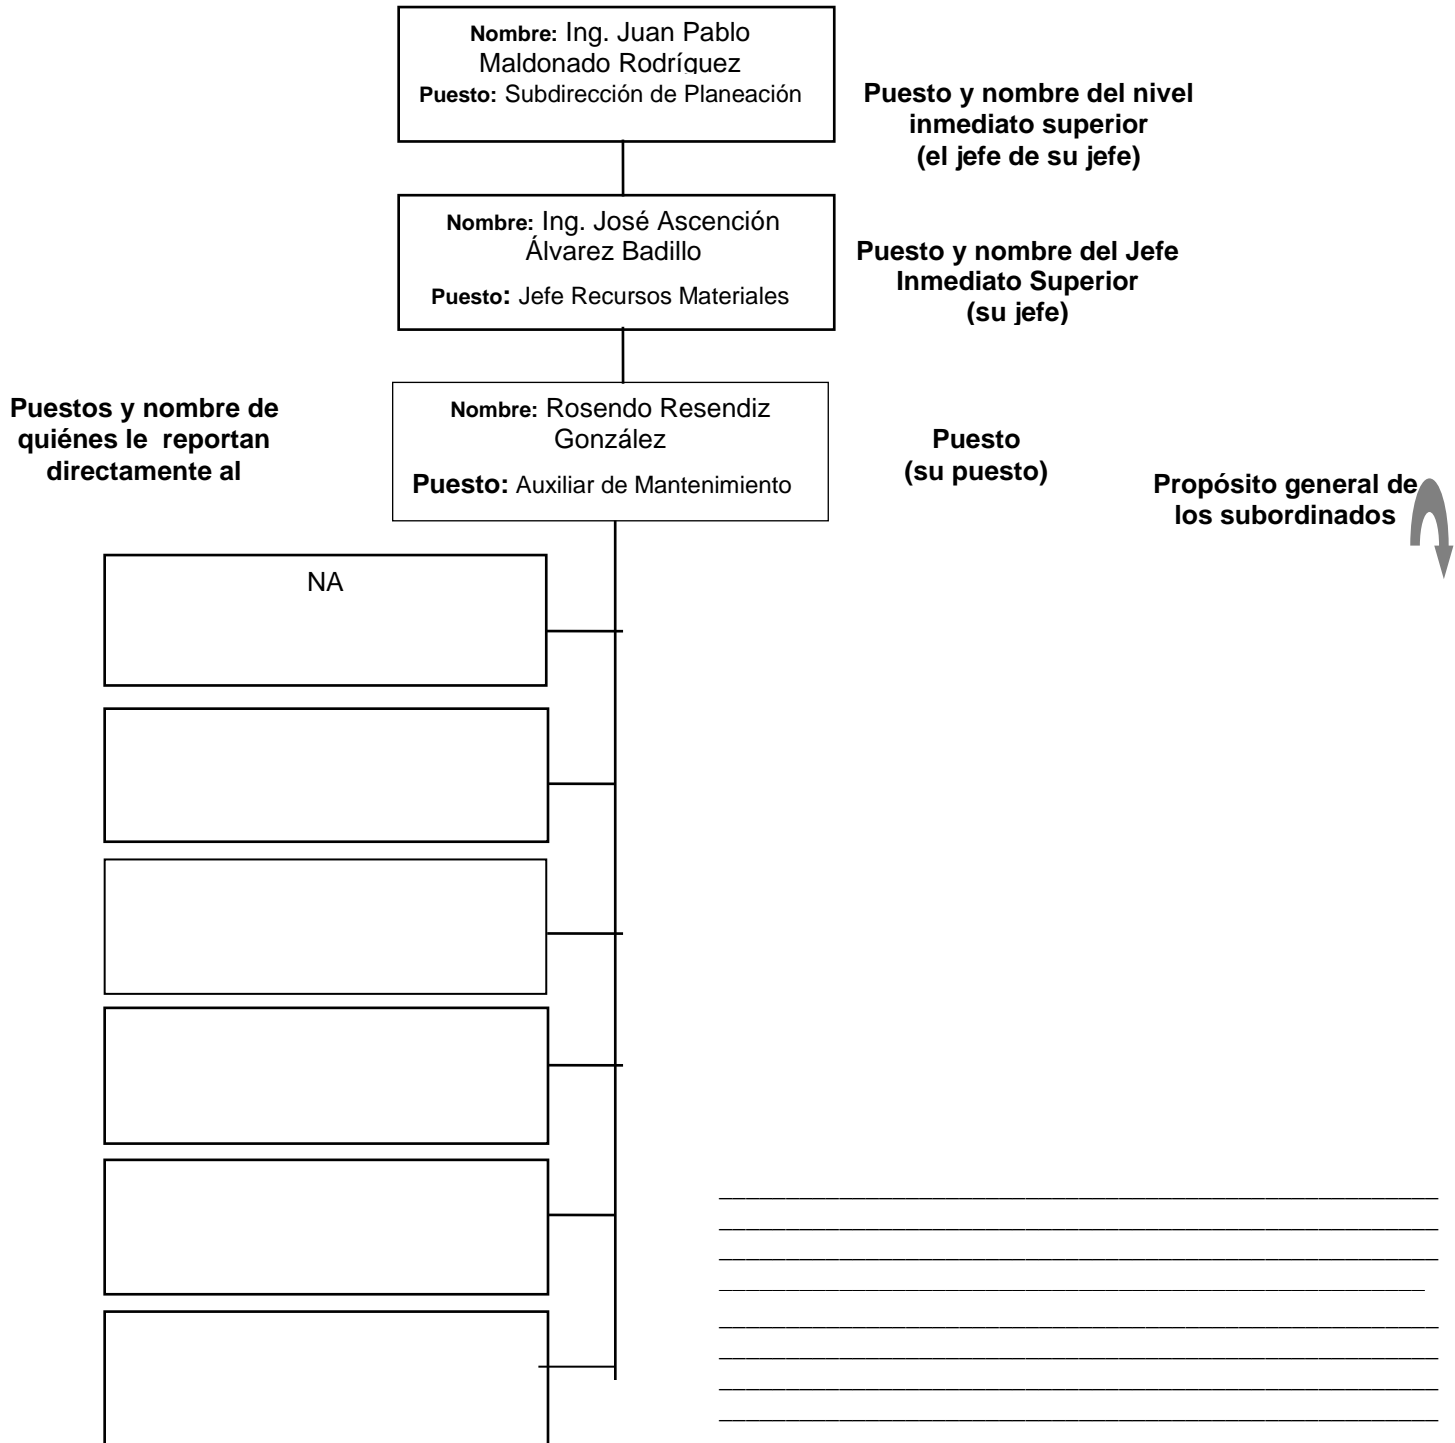 Nombre: Ing. Juan Pablo
Maldonado Rodríguez
Puesto: Subdirección de Planeación
Puesto y nombre del nivel
inmediato superior
(el jefe de su jefe)
Nombre: Ing. José Ascención
Álvarez Badillo
Puesto: Jefe Recursos Materiales
Puesto y nombre del Jefe
Inmediato Superior
(su jefe)
Puestos y nombre de
quiénes le reportan
directamente al
Nombre: Rosendo Resendiz
González
Puesto: Auxiliar de Mantenimiento
Puesto
(su puesto)
Propósito general de
los subordinados
NA